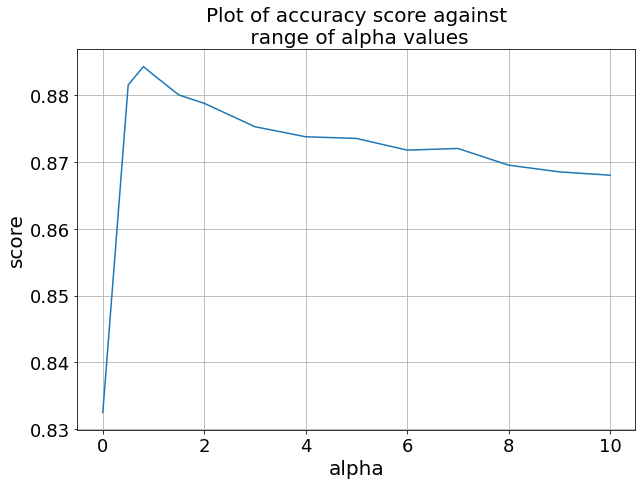 Plot of accuracy score against
range of alpha values
score
0.88
0.87
0.86
0.85
0.84
0.83
0 2 4 6 8 10
alpha